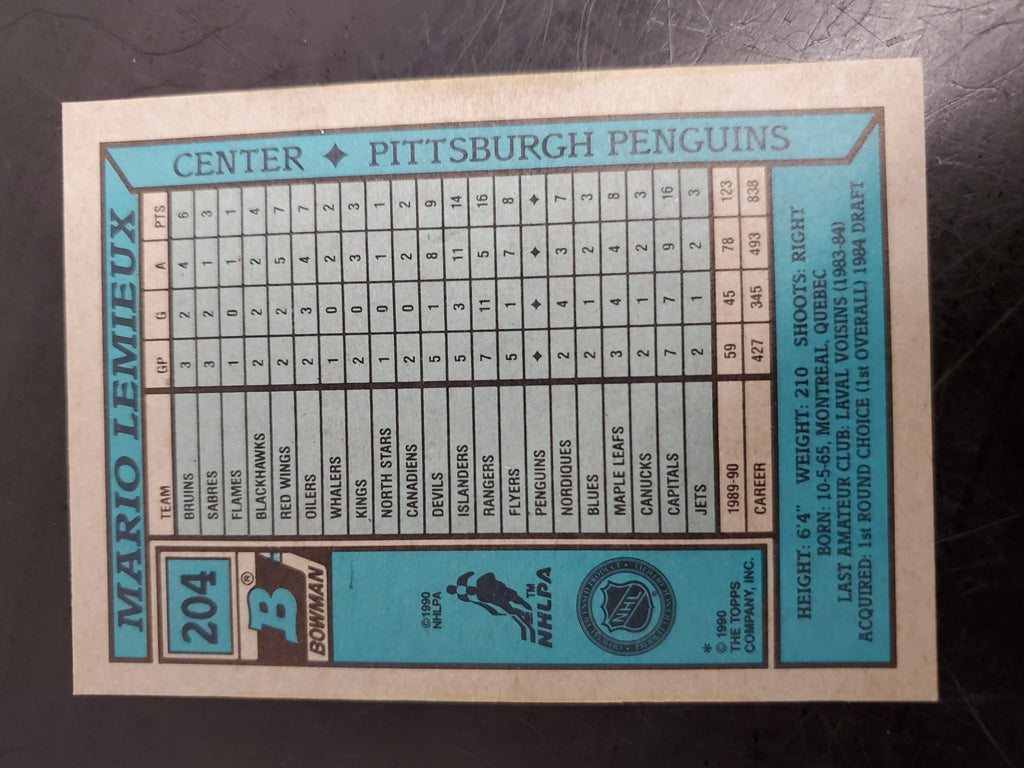 MARIO LEMIEUX
CENTER ✦ PITTSBURGH PENGUINS
204
B®
BOWMAN
©1990
NHLPA
NHLPA™
NHL
*
© 1990
THE TOPPS
COMPANY, INC.
TEAM GP G A PTS
BRUINS 3 2 4 6
SABRES 3 2 1 3
FLAMES 1 0 1 1
BLACKHAWKS 2 2 2 4
RED WINGS 2 2 5 7
OILERS 2 3 4 7
WHALERS 1 0 2 2
KINGS 2 0 3 3
NORTH STARS 1 0 1 1
CANADIENS 2 0 2 2
DEVILS 5 1 8 9
ISLANDERS 5 3 11 14
RANGERS 7 11 5 16
FLYERS 5 1 7 8
PENGUINS ✦ ✦ ✦ ✦
NORDIQUES 2 4 3 7
BLUES 2 1 2 3
MAPLE LEAFS 3 4 4 8
CANUCKS 2 1 2 3
CAPITALS 7 7 9 16
JETS 2 1 2 3
1989-90 59 45 78 123
CAREER 427 345 493 838
HEIGHT: 6'4" WEIGHT: 210 SHOOTS: RIGHT
BORN: 10-5-65, MONTREAL, QUEBEC
LAST AMATEUR CLUB: LAVAL VOISINS (1983-84)
ACQUIRED: 1st ROUND CHOICE (1st OVERALL) 1984 DRAFT